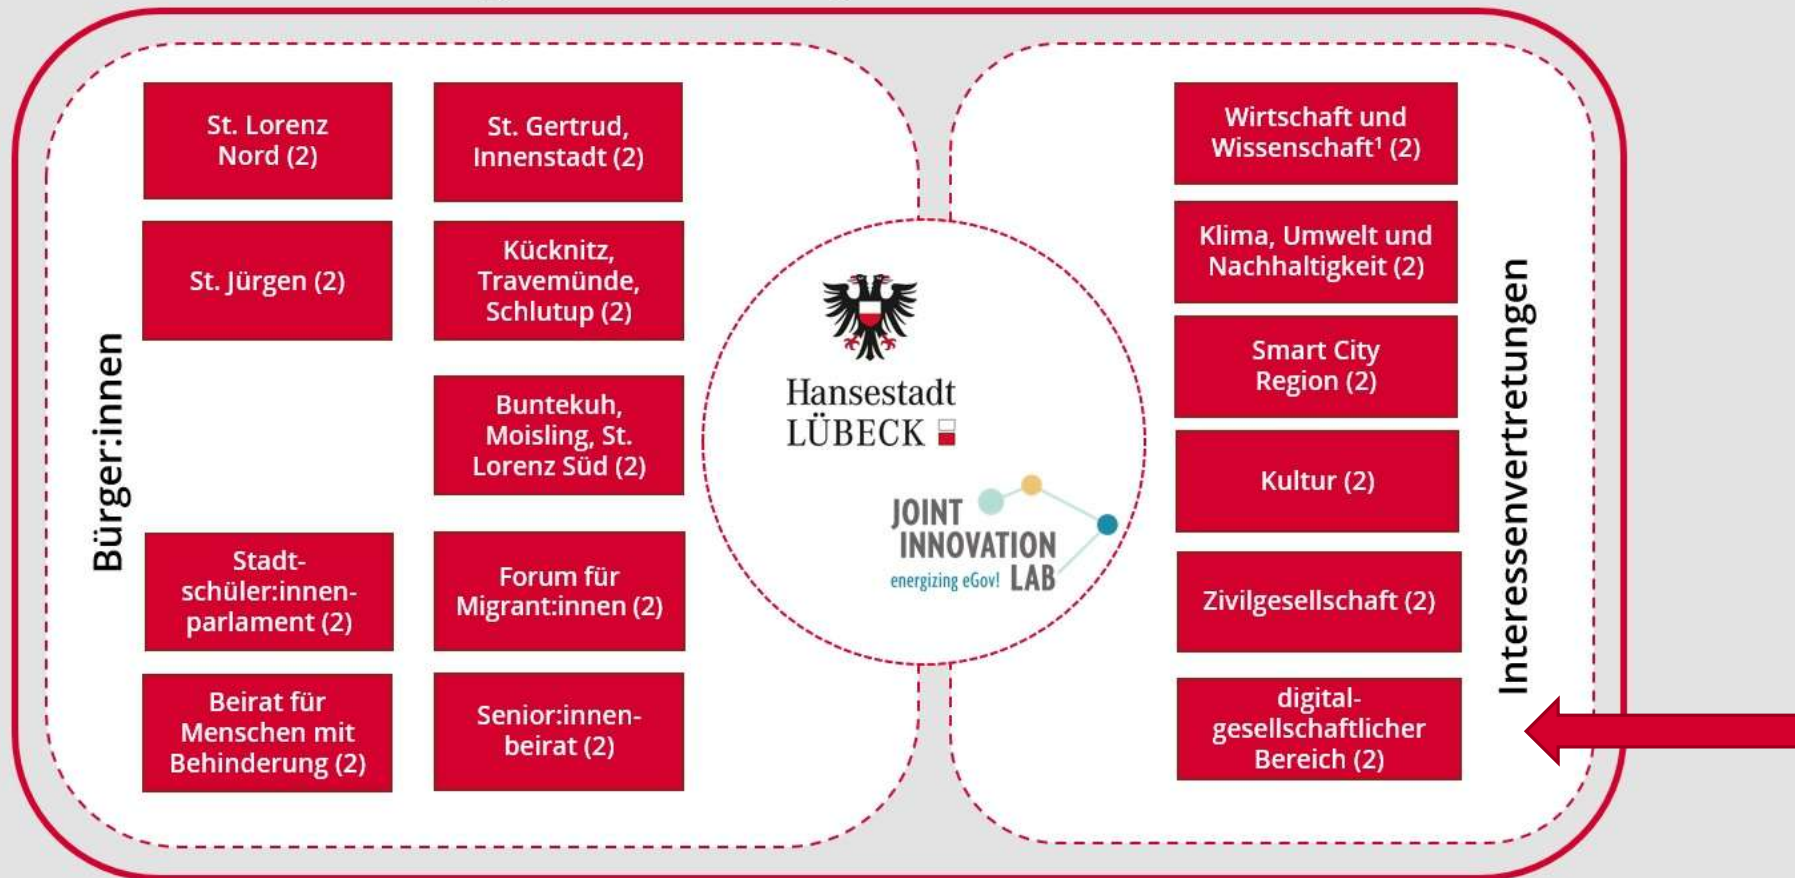 Bürger:innen
St. Lorenz
Nord (2)
St. Gertrud,
Innenstadt (2)
St. Jürgen (2)
Kücknitz,
Travemünde,
Schlutup (2)
Buntekuh,
Moisling, St.
Lorenz Süd (2)
Stadt-
schüler:innen-
parlament (2)
Forum für
Migrant:innen (2)
Beirat für
Menschen mit
Behinderung (2)
Senior:innen-
beirat (2)
Hansestadt
LÜBECK
JOINT
INNOVATION
energizing eGov! LAB
Wirtschaft und
Wissenschaft¹ (2)
Klima, Umwelt und
Nachhaltigkeit (2)
Smart City
Region (2)
Kultur (2)
Zivilgesellschaft (2)
digital-
gesellschaftlicher
Bereich (2)
Interessenvertretungen